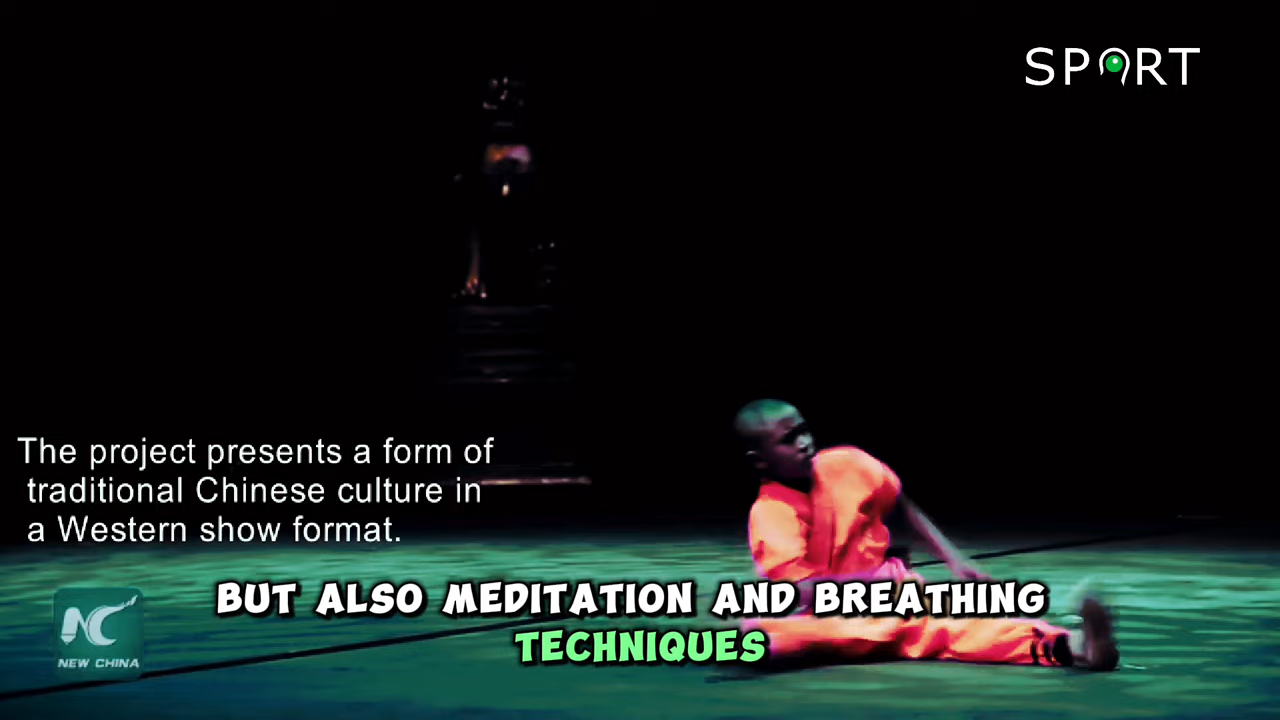 SPORT
The project presents a form of
traditional Chinese culture in
a Western show format.
BUT ALSO MEDITATION AND BREATHING
TECHNIQUES
NC
NEW CHINA